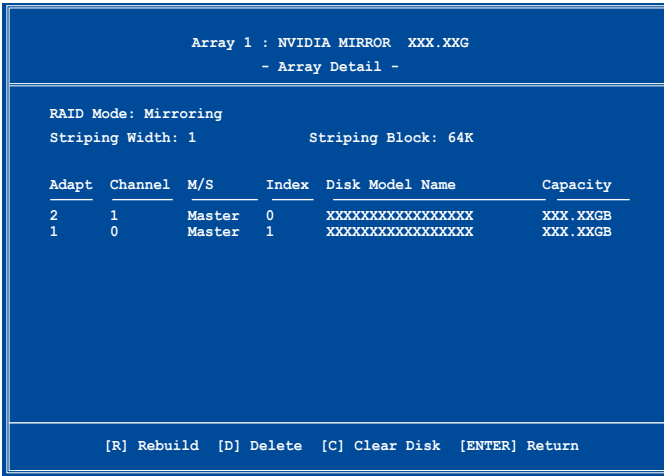 Array 1 : NVIDIA MIRROR XXX.XXG
- Array Detail -
RAID Mode: Mirroring
Striping Width: 1 Striping Block: 64K
Adapt Channel M/S Index Disk Model Name Capacity
2 1 Master 0 XXXXXXXXXXXXXXXXX XXX.XXGB
1 0 Master 1 XXXXXXXXXXXXXXXXX XXX.XXGB
[R] Rebuild [D] Delete [C] Clear Disk [ENTER] Return